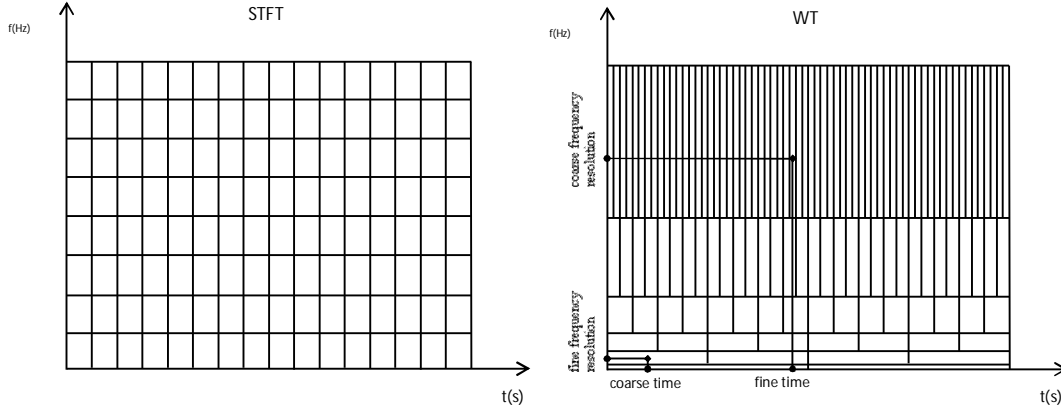 STFT
f(Hz)
t(s)
WT
f(Hz)
coarse frequency
resolution
fine frequency
resolution
coarse time
fine time
t(s)